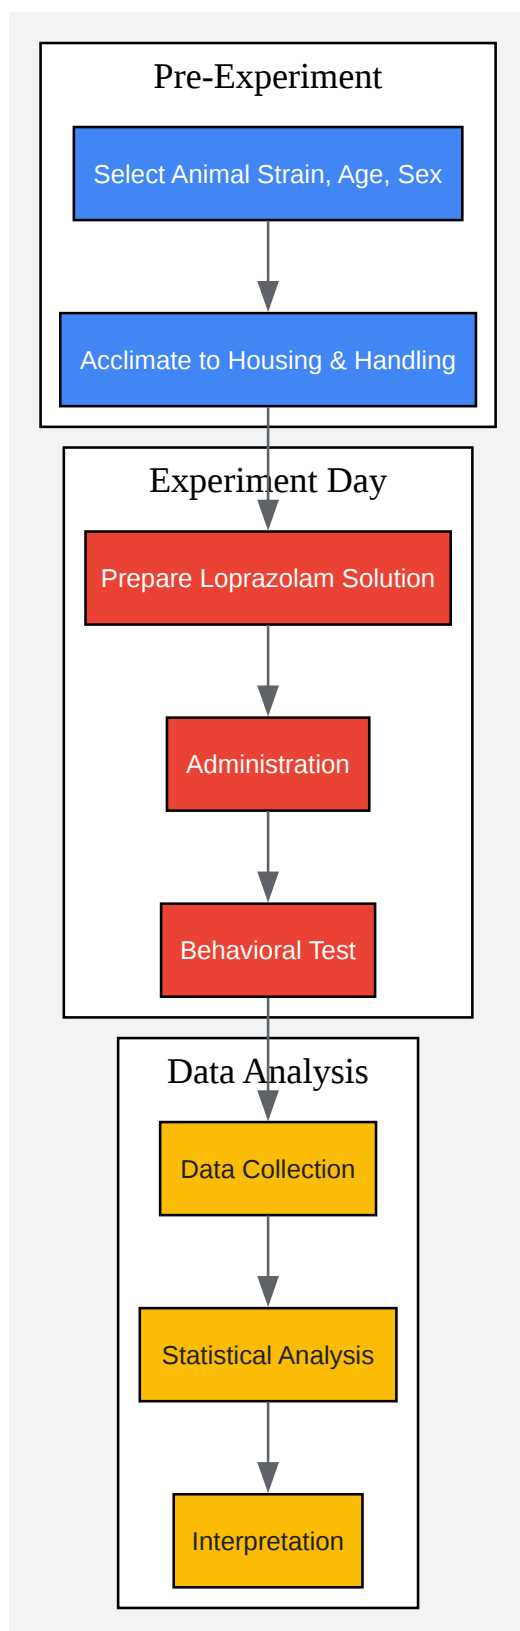 Pre-Experiment
Select Animal Strain, Age, Sex
Acclimate to Housing & Handling
Experiment Day
Prepare Loprazolam Solution
Administration
Behavioral Test
Data Analysis
Data Collection
Statistical Analysis
Interpretation